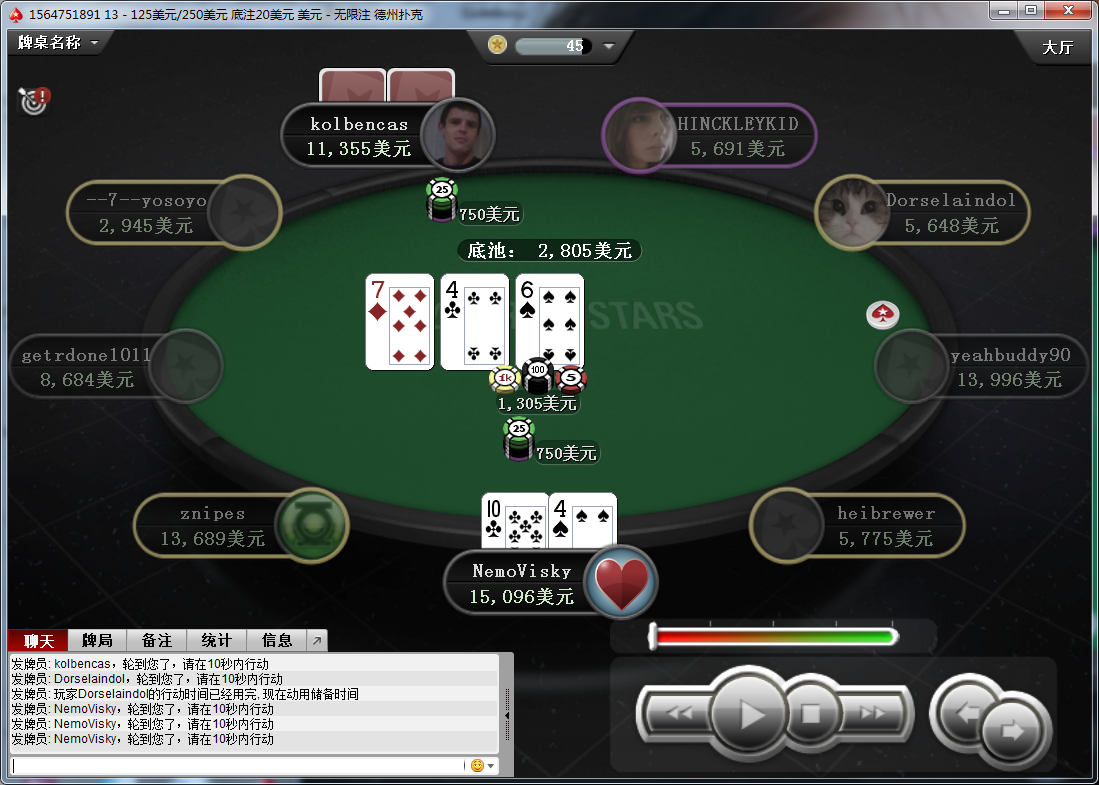 1564751891 13 - 125美元/250美元 底注20美元 美元 - 无限注 德州扑克
牌桌名称
45
大厅
kolbencas
11,355美元
HINCKLEYKID
5,691美元
--7--yosoyo
2,945美元
Dorselaindol
5,648美元
25
750美元
底池： 2,805美元
7
4
6
STARS
getrdone1011
8,684美元
yeahbuddy90
13,996美元
1k
100
5
1,305美元
25
750美元
10
4
znipes
13,689美元
heibrewer
5,775美元
NemoVisky
15,096美元
聊天 牌局 备注 统计 信息
发牌员: kolbencas，轮到您了，请在10秒内行动
发牌员: Dorselaindol，轮到您了，请在10秒内行动
发牌员: 玩家Dorselaindol的行动时间已经用完,现在动用储备时间
发牌员: NemoVisky，轮到您了，请在10秒内行动
发牌员: NemoVisky，轮到您了，请在10秒内行动
发牌员: NemoVisky，轮到您了，请在10秒内行动